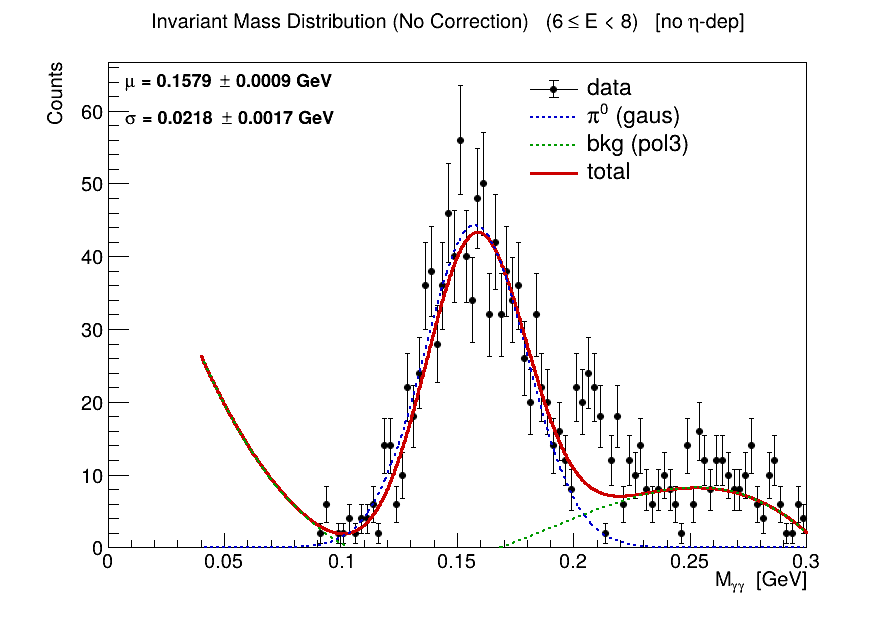 Invariant Mass Distribution (No Correction) (6 ≤ E < 8) [no η-dep]
Counts
μ = 0.1579 ± 0.0009 GeV
σ = 0.0218 ± 0.0017 GeV
data
π⁰ (gaus)
bkg (pol3)
total
60
50
40
30
20
10
0
0 0.05 0.1 0.15 0.2 0.25 0.3
Mγγ [GeV]